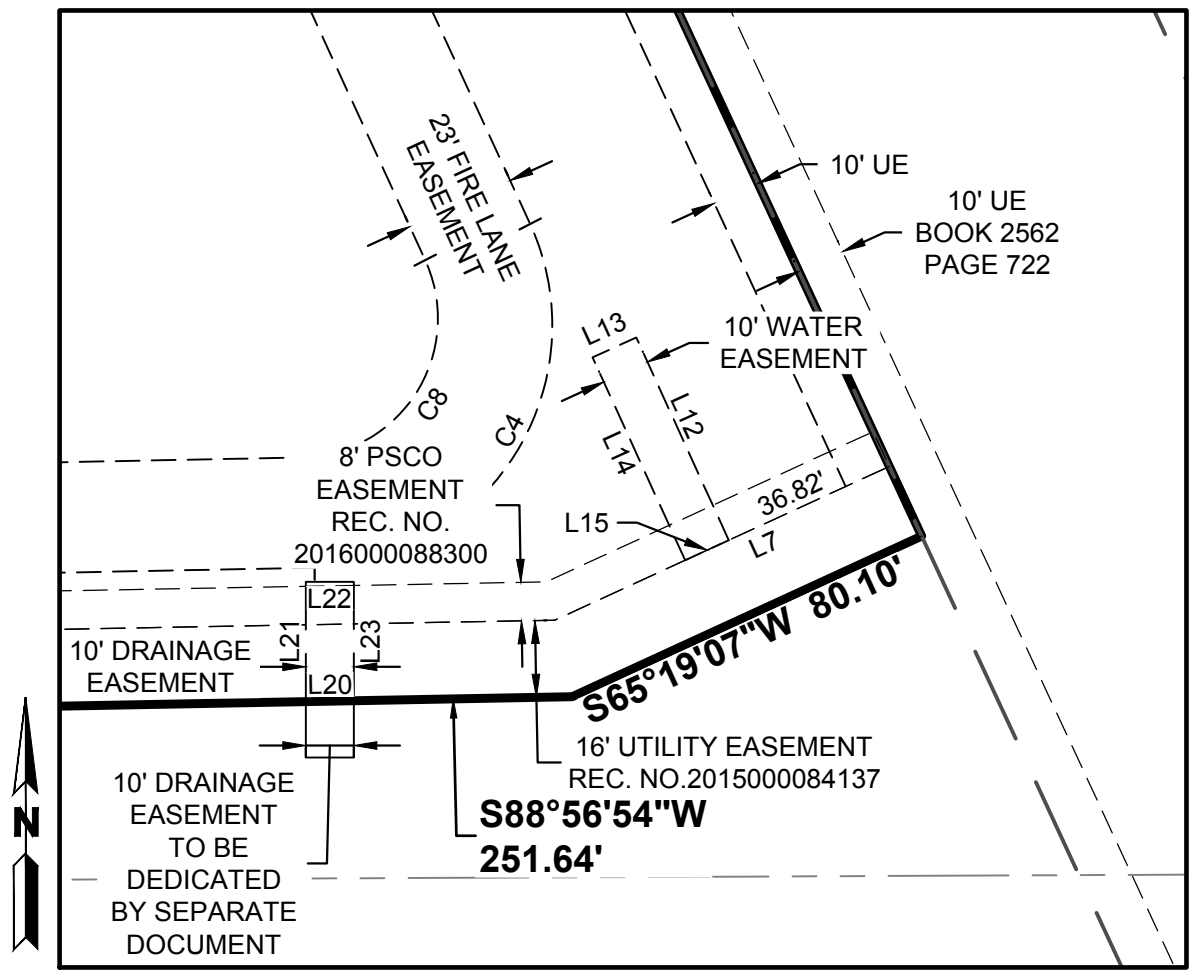 23' FIRE LANE
EASEMENT
10' UE
10' UE
BOOK 2562
PAGE 722
L13
10' WATER
EASEMENT
C8
C4
L12
L14
8' PSCO
EASEMENT
REC. NO.
2016000088300
36.82'
L15
L7
L22
L21
L23
10' DRAINAGE
EASEMENT
L20
S65°19'07"W 80.10'
16' UTILITY EASEMENT
REC. NO.2015000084137
10' DRAINAGE
EASEMENT
TO BE
DEDICATED
BY SEPARATE
DOCUMENT
S88°56'54"W
251.64'
N